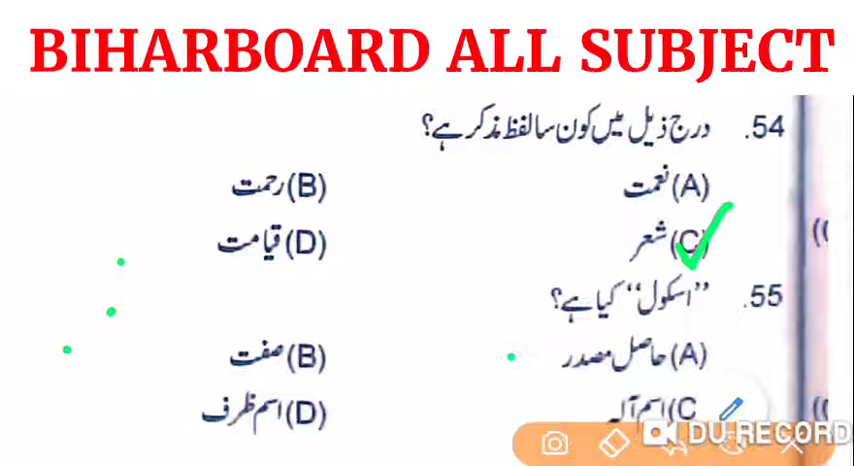 BIHARBOARD ALL SUBJECT
54. درج ذیل میں کون سا لفظ مذکر ہے؟
(A) نعمت (B) رحمت
(C) شعر (D) قیامت
55. ”اسکول“ کیا ہے؟
(A) حاصل مصدر (B) صفت
C) اسم آلہ (D) اسم ظرف
DU RECORD